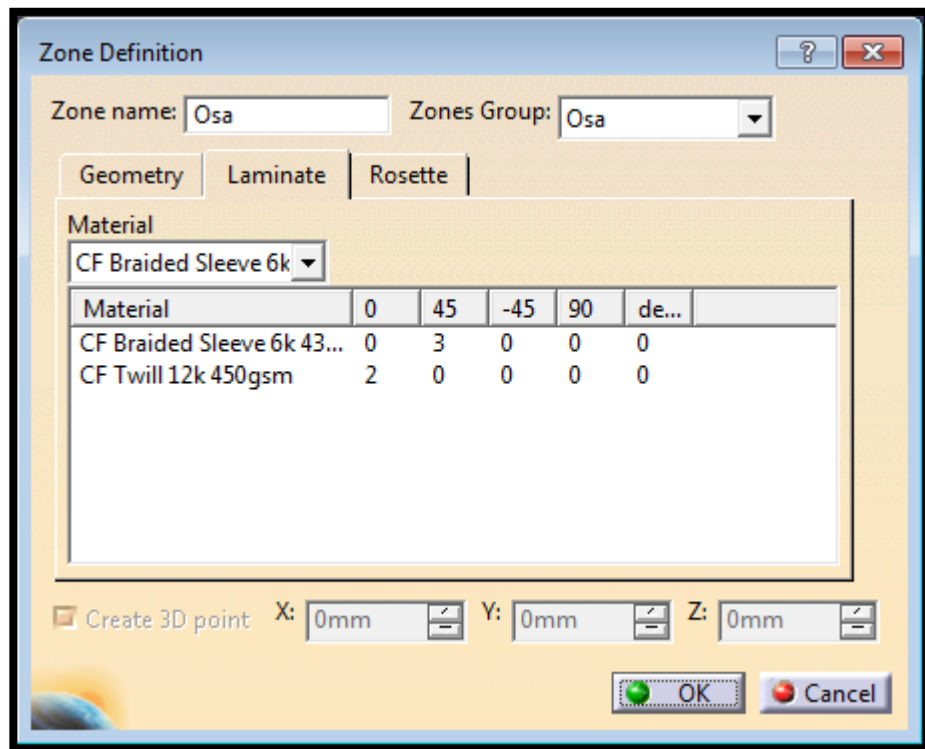 Zone Definition
Zone name: Osa Zones Group: Osa
Geometry Laminate Rosette
Material
CF Braided Sleeve 6k
Material 0 45 -45 90 de...
CF Braided Sleeve 6k 43... 0 3 0 0 0
CF Twill 12k 450gsm 2 0 0 0 0
Create 3D point X: 0mm Y: 0mm Z: 0mm
OK Cancel